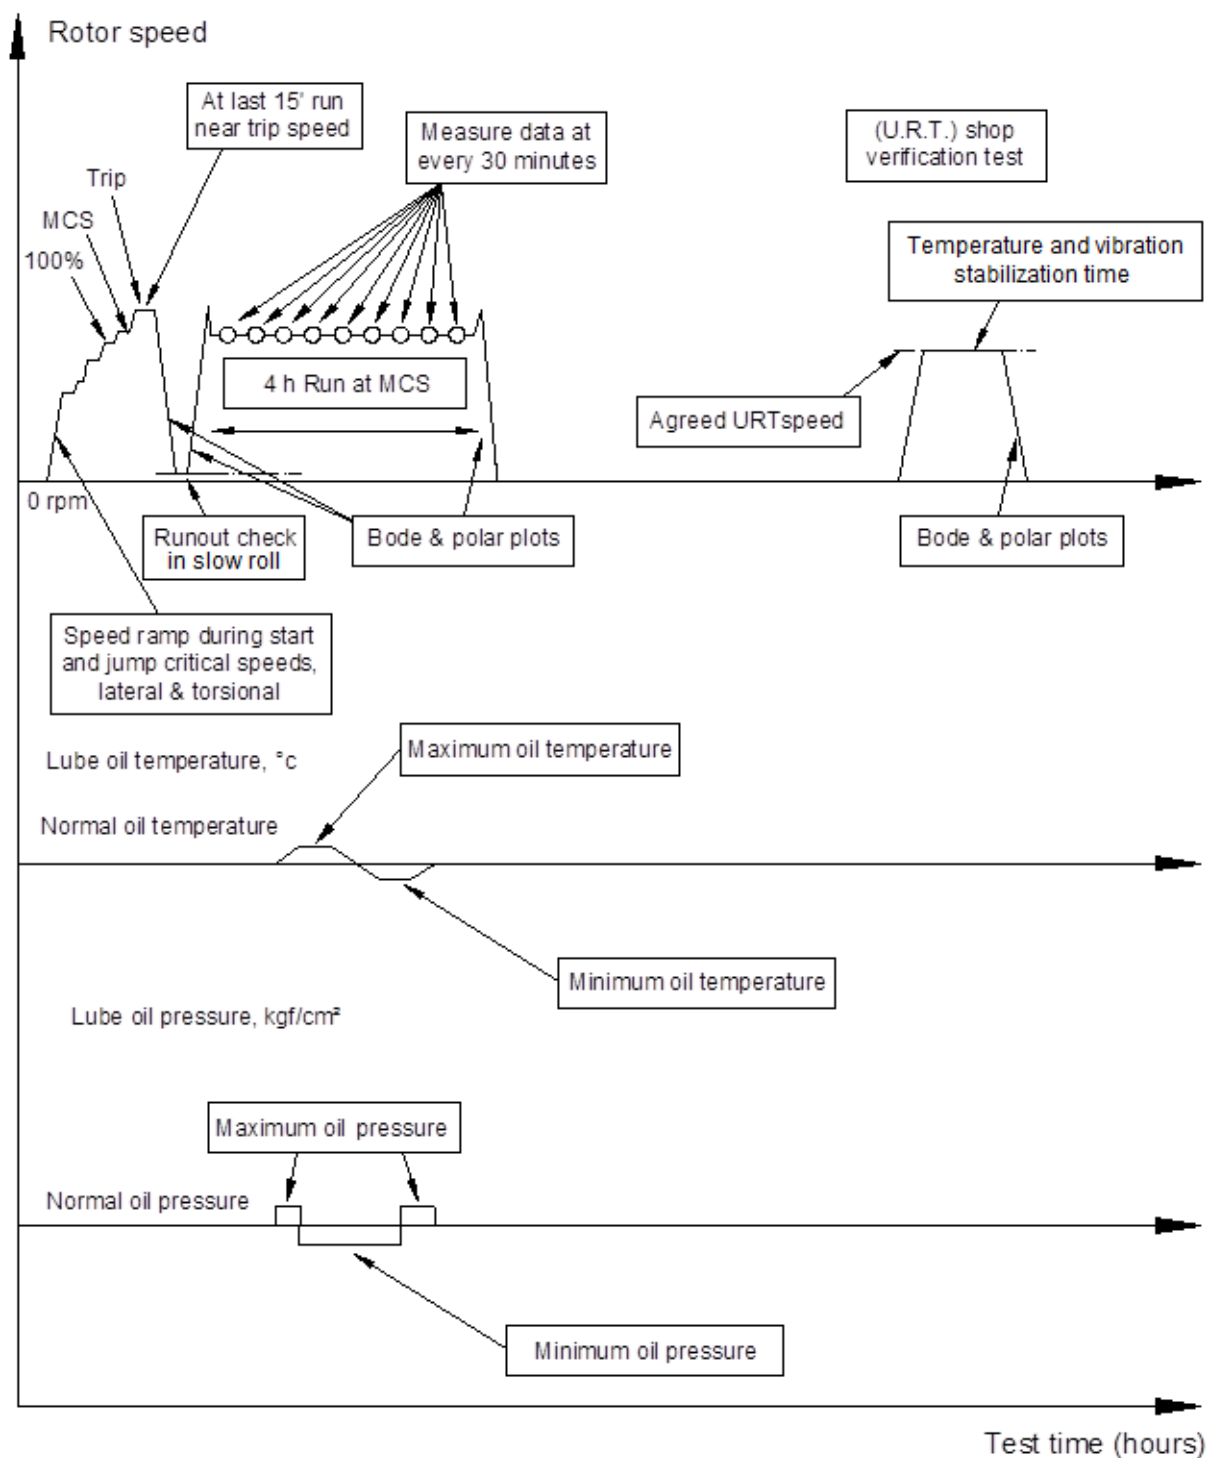 Rotor speed
At last 15' run
near trip speed
Measure data at
every 30 minutes
(U.R.T.) shop
verification test
Trip
MCS
100%
Temperature and vibration
stabilization time
4 h Run at MCS
Agreed URTspeed
0 rpm
Runout check
in slow roll
Bode & polar plots
Bode & polar plots
Speed ramp during start
and jump critical speeds,
lateral & torsional
Lube oil temperature, °c
Maximum oil temperature
Normal oil temperature
Minimum oil temperature
Lube oil pressure, kgf/cm²
Maximum oil pressure
Normal oil pressure
Minimum oil pressure
Test time (hours)